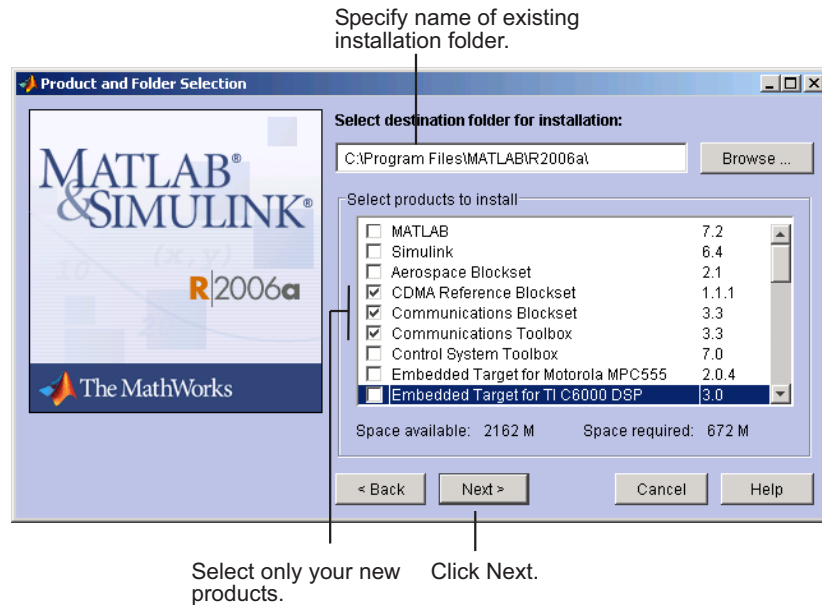 Specify name of existing
installation folder.
Product and Folder Selection
MATLAB®
&SIMULINK®
R2006a
The MathWorks
Select destination folder for installation:
C:\Program Files\MATLAB\R2006a\
Browse ...
Select products to install
MATLAB 7.2
Simulink 6.4
Aerospace Blockset 2.1
CDMA Reference Blockset 1.1.1
Communications Blockset 3.3
Communications Toolbox 3.3
Control System Toolbox 7.0
Embedded Target for Motorola MPC555 2.0.4
Embedded Target for TI C6000 DSP 3.0
Space available: 2162 M Space required: 672 M
< Back Next > Cancel Help
Select only your new
products.
Click Next.